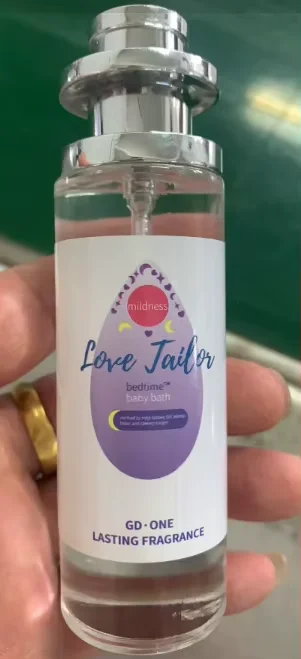 mildness
Love Tailor
bedtime™
baby bath
GD·ONE
LASTING FRAGRANCE